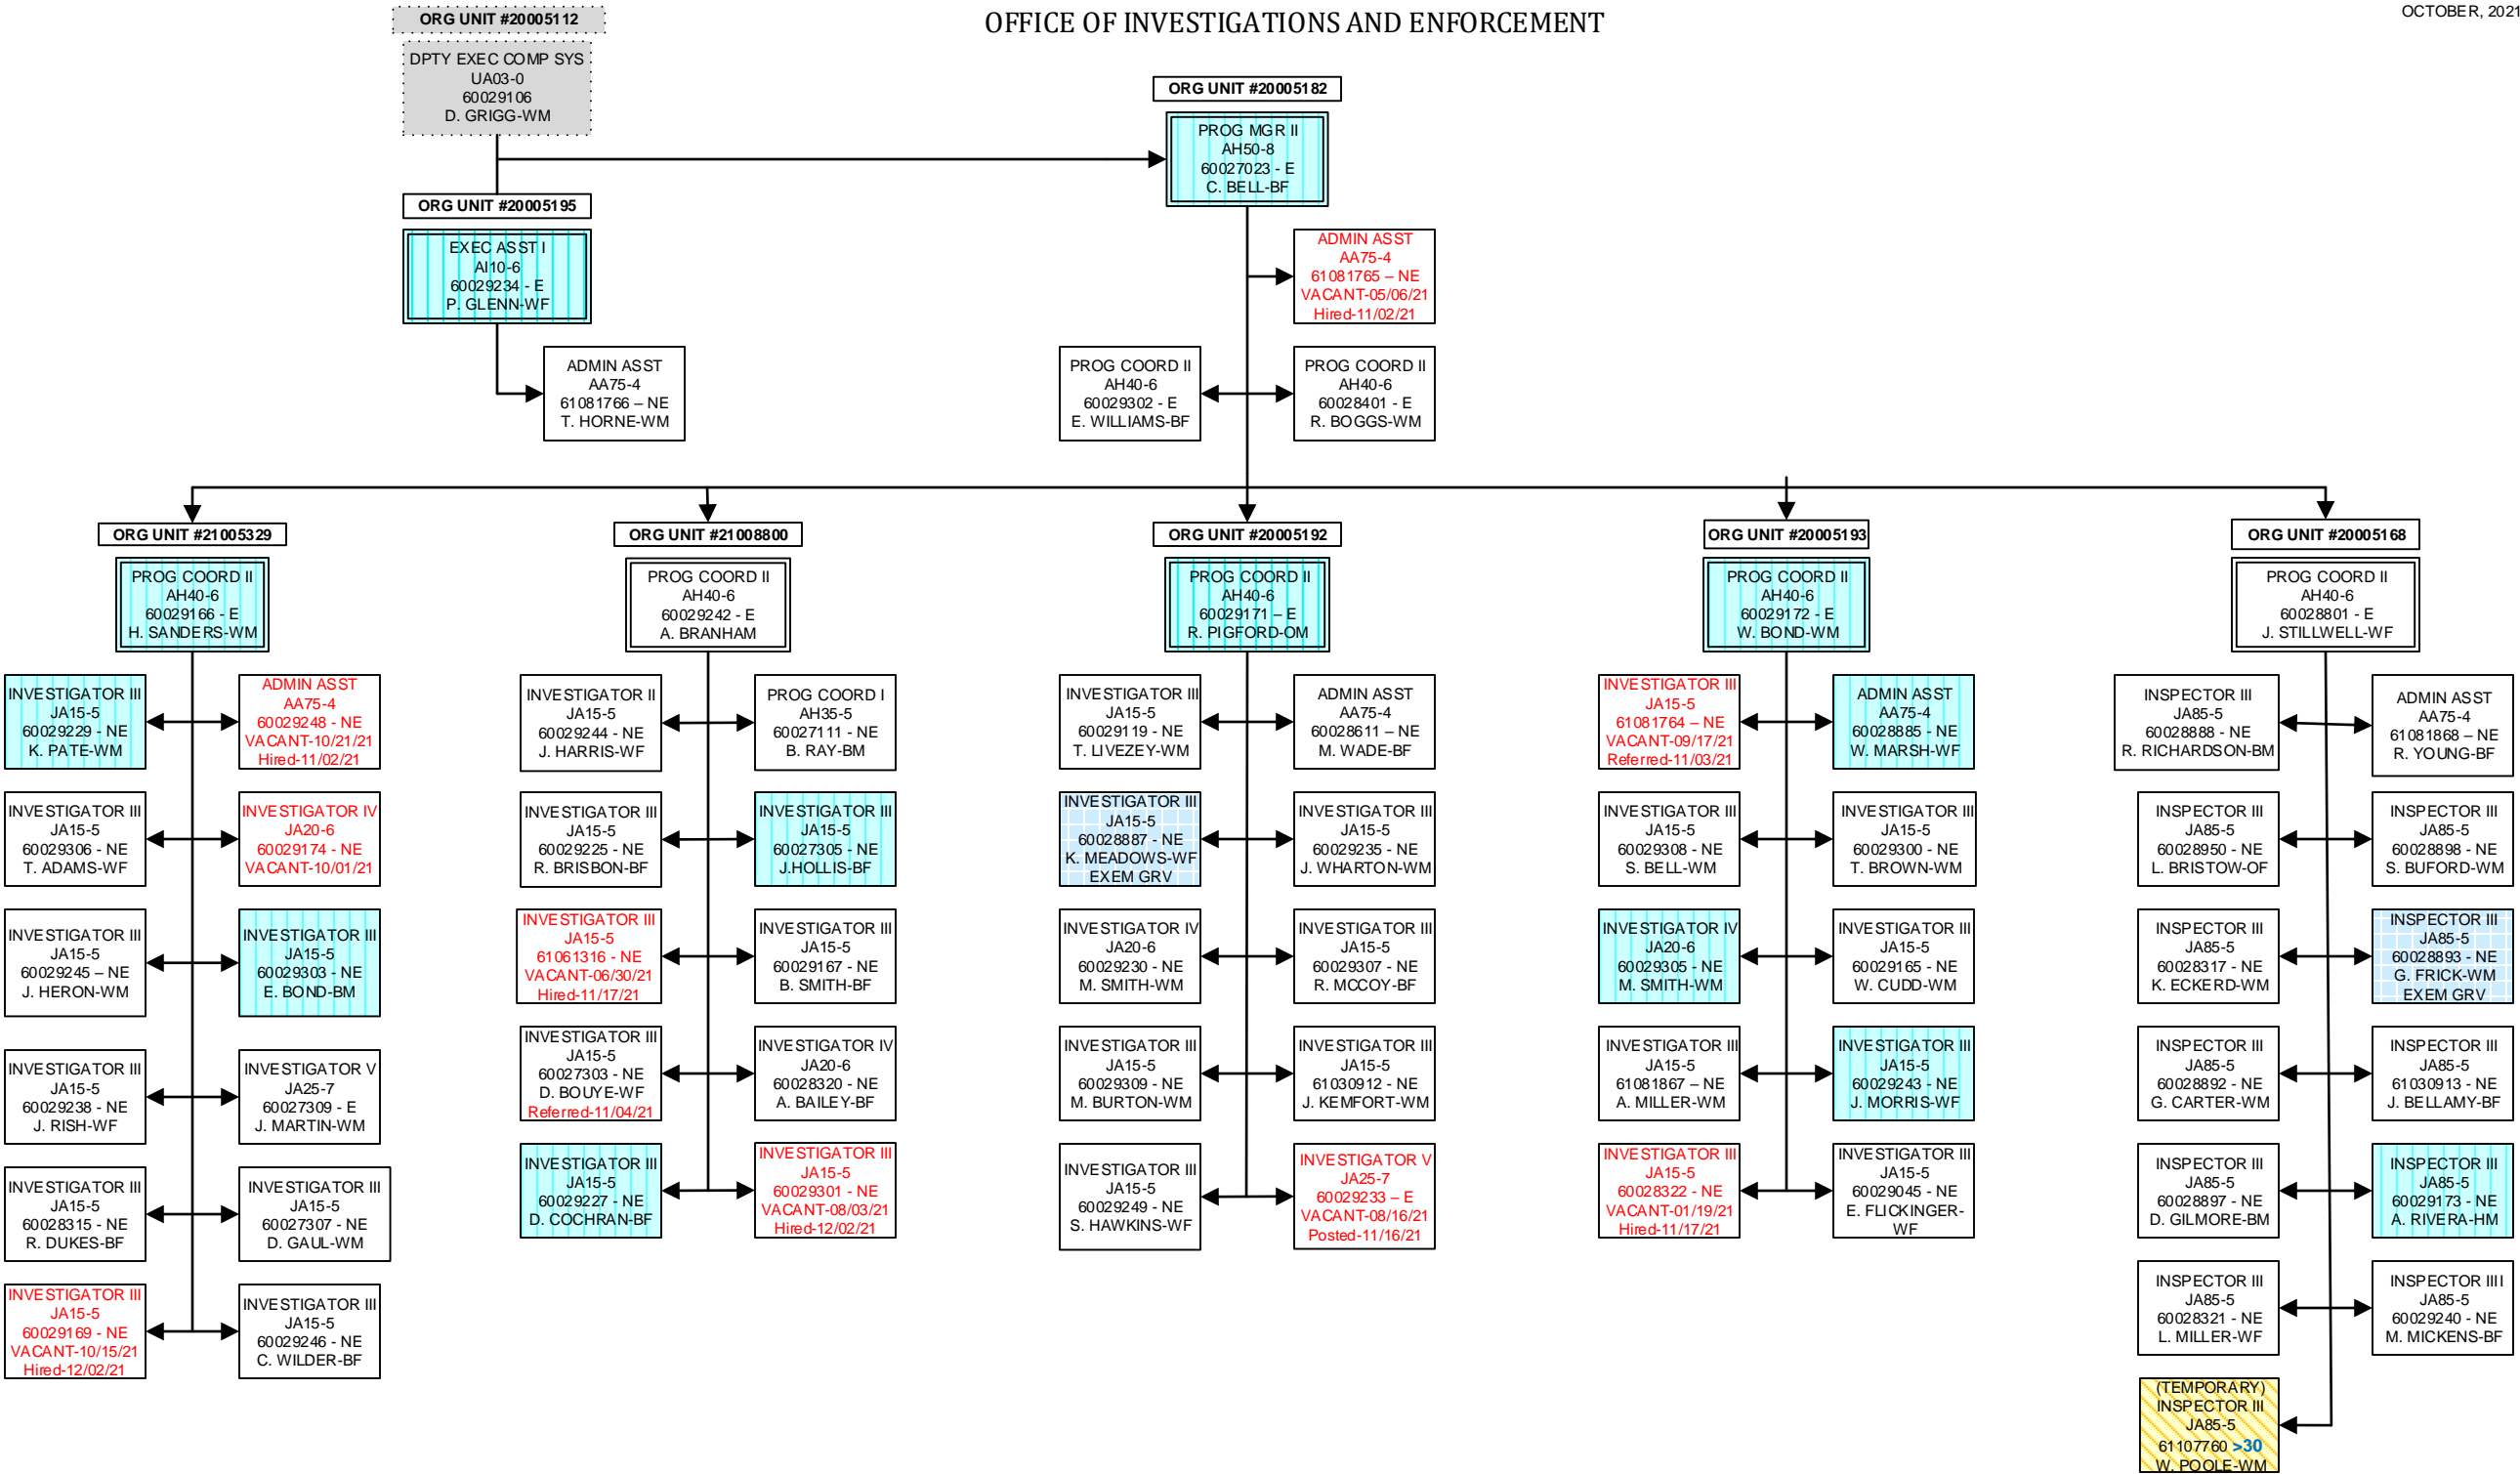 ORG UNIT #20005112
OFFICE OF INVESTIGATIONS AND ENFORCEMENT
OCTOBER, 2021
DPTY EXEC COMP SYS
UA03-0
60029106
D. GRIGG-WM
ORG UNIT #20005182
PROG MGR II
AH50-8
60027023 - E
C. BELL-BF
ORG UNIT #20005195
EXEC ASST I
AI10-6
60029234 - E
P. GLENN-WF
ADMIN ASST
AA75-4
61081765 – NE
VACANT-05/06/21
Hired-11/02/21
ADMIN ASST
AA75-4
61081766 – NE
T. HORNE-WM
PROG COORD II
AH40-6
60029302 - E
E. WILLIAMS-BF
PROG COORD II
AH40-6
60028401 - E
R. BOGGS-WM
ORG UNIT #21005329
PROG COORD II
AH40-6
60029166 - E
H. SANDERS-WM
INVESTIGATOR III
JA15-5
60029229 - NE
K. PATE-WM
ADMIN ASST
AA75-4
60029248 - NE
VACANT-10/21/21
Hired-11/02/21
INVESTIGATOR III
JA15-5
60029306 - NE
T. ADAMS-WF
INVESTIGATOR IV
JA20-6
60029174 - NE
VACANT-10/01/21
INVESTIGATOR III
JA15-5
60029245 – NE
J. HERON-WM
INVESTIGATOR III
JA15-5
60029303 - NE
E. BOND-BM
INVESTIGATOR III
JA15-5
60029238 - NE
J. RISH-WF
INVESTIGATOR V
JA25-7
60027309 - E
J. MARTIN-WM
INVESTIGATOR III
JA15-5
60028315 - NE
R. DUKES-BF
INVESTIGATOR III
JA15-5
60027307 - NE
D. GAUL-WM
INVESTIGATOR III
JA15-5
60029169 - NE
VACANT-10/15/21
Hired-12/02/21
INVESTIGATOR III
JA15-5
60029246 - NE
C. WILDER-BF
ORG UNIT #21008800
PROG COORD II
AH40-6
60029242 - E
A. BRANHAM
INVESTIGATOR II
JA15-5
60029244 - NE
J. HARRIS-WF
PROG COORD I
AH35-5
60027111 - NE
B. RAY-BM
INVESTIGATOR III
JA15-5
60029225 - NE
R. BRISBON-BF
INVESTIGATOR III
JA15-5
60027305 - NE
J.HOLLIS-BF
INVESTIGATOR III
JA15-5
61061316 - NE
VACANT-06/30/21
Hired-11/17/21
INVESTIGATOR III
JA15-5
60029167 - NE
B. SMITH-BF
INVESTIGATOR III
JA15-5
60027303 - NE
D. BOUYE-WF
Referred-11/04/21
INVESTIGATOR IV
JA20-6
60028320 - NE
A. BAILEY-BF
INVESTIGATOR III
JA15-5
60029227 - NE
D. COCHRAN-BF
INVESTIGATOR III
JA15-5
60029301 - NE
VACANT-08/03/21
Hired-12/02/21
ORG UNIT #20005192
PROG COORD II
AH40-6
60029171 – E
R. PIGFORD-OM
INVESTIGATOR III
JA15-5
60029119 - NE
T. LIVEZEY-WM
ADMIN ASST
AA75-4
60028611 – NE
M. WADE-BF
INVESTIGATOR III
JA15-5
60028887 - NE
K. MEADOWS-WF
EXEM GRV
INVESTIGATOR III
JA15-5
60029235 - NE
J. WHARTON-WM
INVESTIGATOR IV
JA20-6
60029230 - NE
M. SMITH-WM
INVESTIGATOR III
JA15-5
60029307 - NE
R. MCCOY-BF
INVESTIGATOR III
JA15-5
60029309 - NE
M. BURTON-WM
INVESTIGATOR III
JA15-5
61030912 - NE
J. KEMFORT-WM
INVESTIGATOR III
JA15-5
60029249 - NE
S. HAWKINS-WF
INVESTIGATOR V
JA25-7
60029233 – E
VACANT-08/16/21
Posted-11/16/21
ORG UNIT #20005193
PROG COORD II
AH40-6
60029172 - E
W. BOND-WM
INVESTIGATOR III
JA15-5
61081764 – NE
VACANT-09/17/21
Referred-11/03/21
ADMIN ASST
AA75-4
60028885 - NE
W. MARSH-WF
INVESTIGATOR III
JA15-5
60029308 - NE
S. BELL-WM
INVESTIGATOR III
JA15-5
60029300 - NE
T. BROWN-WM
INVESTIGATOR IV
JA20-6
60029305 - NE
M. SMITH-WM
INVESTIGATOR III
JA15-5
60029165 - NE
W. CUDD-WM
INVESTIGATOR III
JA15-5
61081867 – NE
A. MILLER-WM
INVESTIGATOR III
JA15-5
60029243 - NE
J. MORRIS-WF
INVESTIGATOR III
JA15-5
60028322 - NE
VACANT-01/19/21
Hired-11/17/21
INVESTIGATOR III
JA15-5
60029045 - NE
E. FLICKINGER-
WF
ORG UNIT #20005168
PROG COORD II
AH40-6
60028801 - E
J. STILLWELL-WF
INSPECTOR III
JA85-5
60028888 - NE
R. RICHARDSON-BM
ADMIN ASST
AA75-4
61081868 – NE
R. YOUNG-BF
INSPECTOR III
JA85-5
60028950 - NE
L. BRISTOW-OF
INSPECTOR III
JA85-5
60028898 - NE
S. BUFORD-WM
INSPECTOR III
JA85-5
60028317 - NE
K. ECKERD-WM
INSPECTOR III
JA85-5
60028893 - NE
G. FRICK-WM
EXEM GRV
INSPECTOR III
JA85-5
60028892 - NE
G. CARTER-WM
INSPECTOR III
JA85-5
61030913 - NE
J. BELLAMY-BF
INSPECTOR III
JA85-5
60028897 - NE
D. GILMORE-BM
INSPECTOR III
JA85-5
60029173 - NE
A. RIVERA-HM
INSPECTOR III
JA85-5
60028321 - NE
L. MILLER-WF
INSPECTOR IIII
JA85-5
60029240 - NE
M. MICKENS-BF
(TEMPORARY)
INSPECTOR III
JA85-5
61107760 >30
W. POOLE-WM